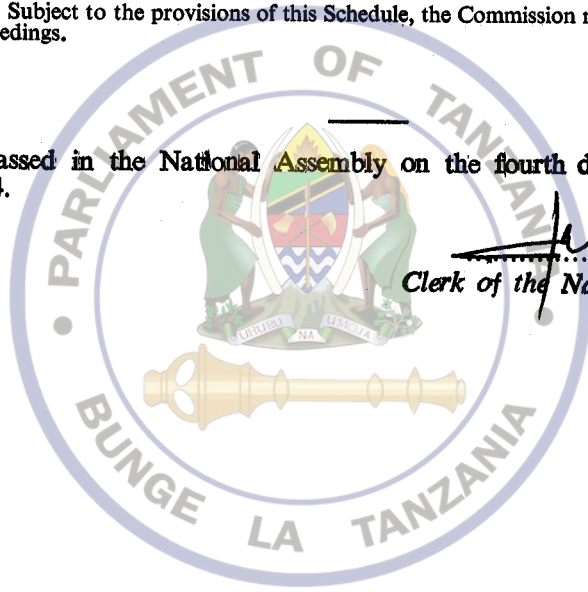 Subject to the provisions of this Schedule, the Commission
edings.
PARLIAMENT OF TANZANIA
assed in the National Assembly on the fourth
4.
Clerk of the
UHURU NA UMOJA
BUNGE LA TANZANIA